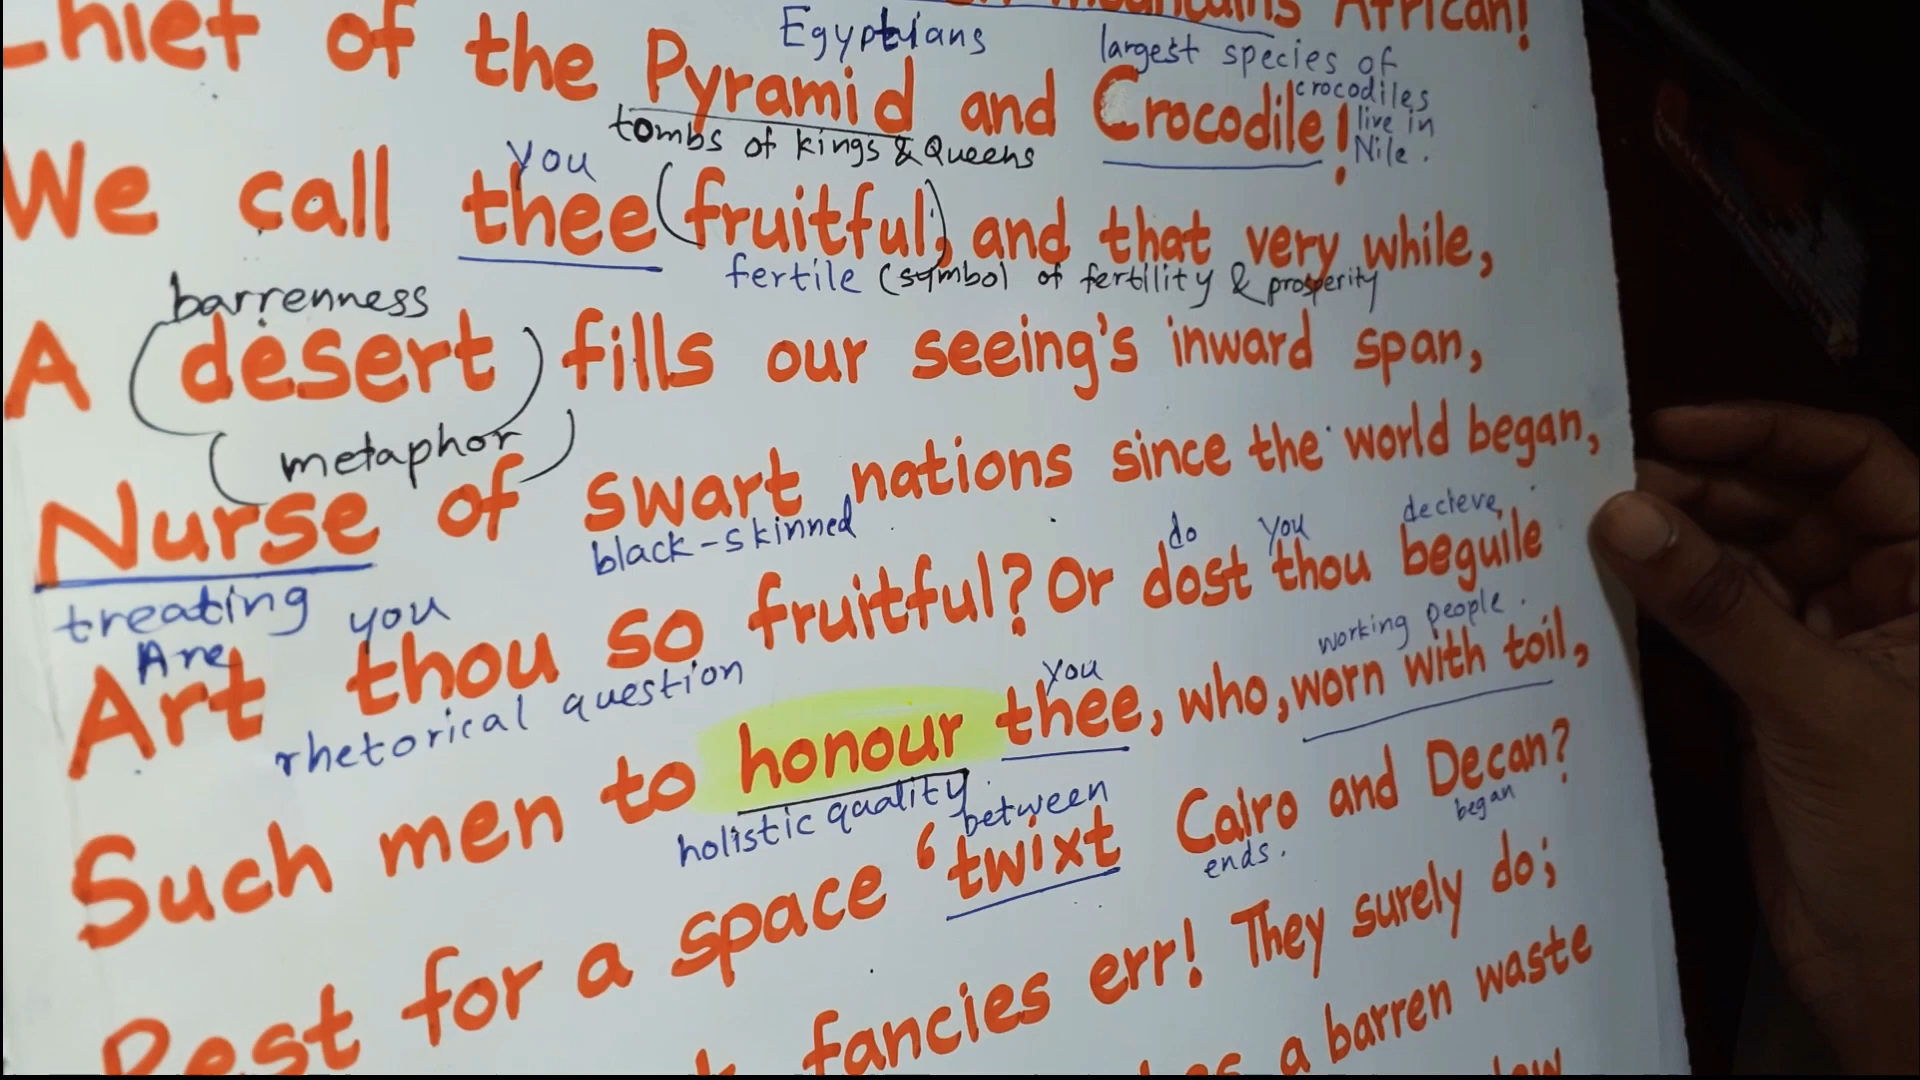 Mountains African!
Egyptians
largest species of
crocodiles
live in
Nile.
Chief of the Pyramid and Crocodile!
tombs of kings & Queens
you
We call thee (fruitful), and that very while,
fertile (symbol of fertility & prosperity
barrenness
A (desert) fills our seeing's inward span,
(metaphor)
Nurse of swart nations since the world began,
treating
black-skinned
do you decieve
Are you
Art thou so fruitful? Or dost thou beguile
rhetorical question
you
working people.
Such men to honour thee, who, worn with toil,
holistic quality
between
Rest for a space 'twixt Cairo and Decan?
ends.
began
fancies err! They surely do;
a barren waste